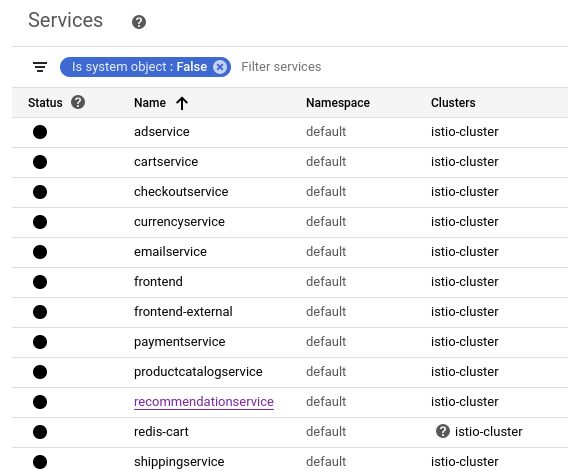 Services
Is system object : False Filter services
Status Name Namespace Clusters
adservice default istio-cluster
cartservice default istio-cluster
checkoutservice default istio-cluster
currencyservice default istio-cluster
emailservice default istio-cluster
frontend default istio-cluster
frontend-external default istio-cluster
paymentservice default istio-cluster
productcatalogservice default istio-cluster
recommendationservice default istio-cluster
redis-cart default istio-cluster
shippingservice default istio-cluster